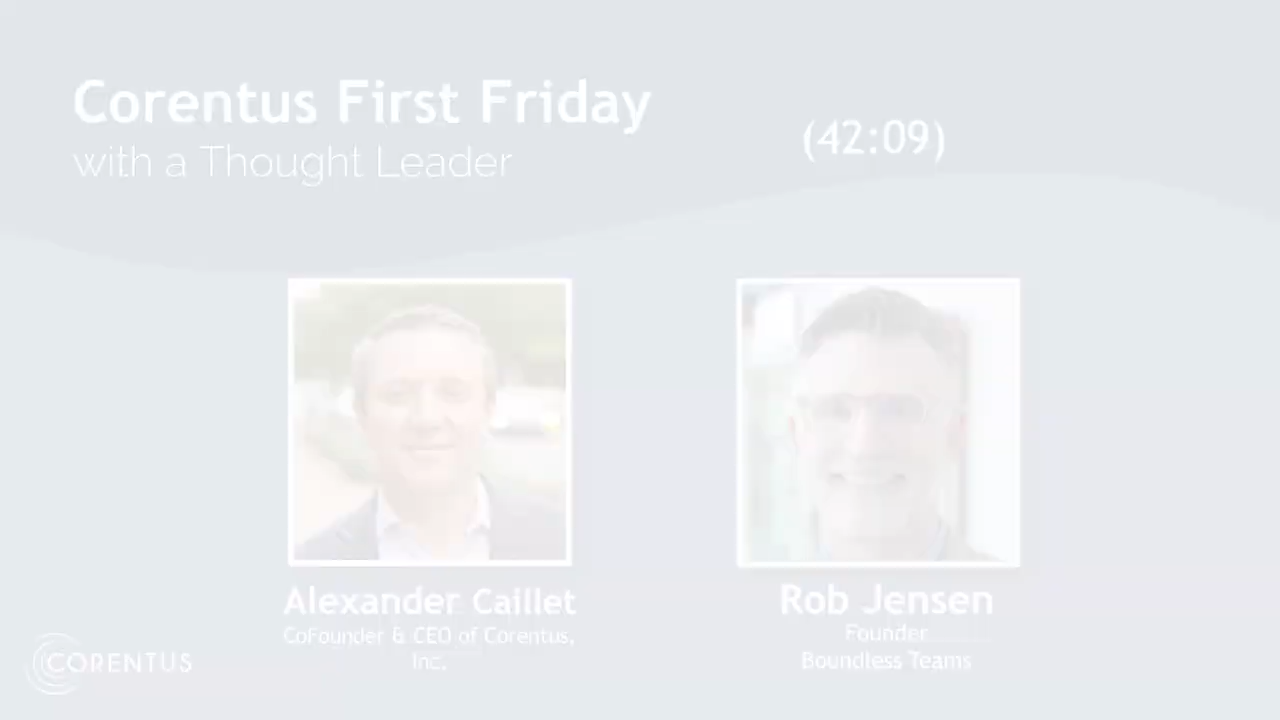 Corentus First Friday
with a Thought Leader
(42:09)
Alexander Caillet
CoFounder & CEO of Corentus,
Inc.
Rob Jensen
Founder
Boundless Teams
CORENTUS